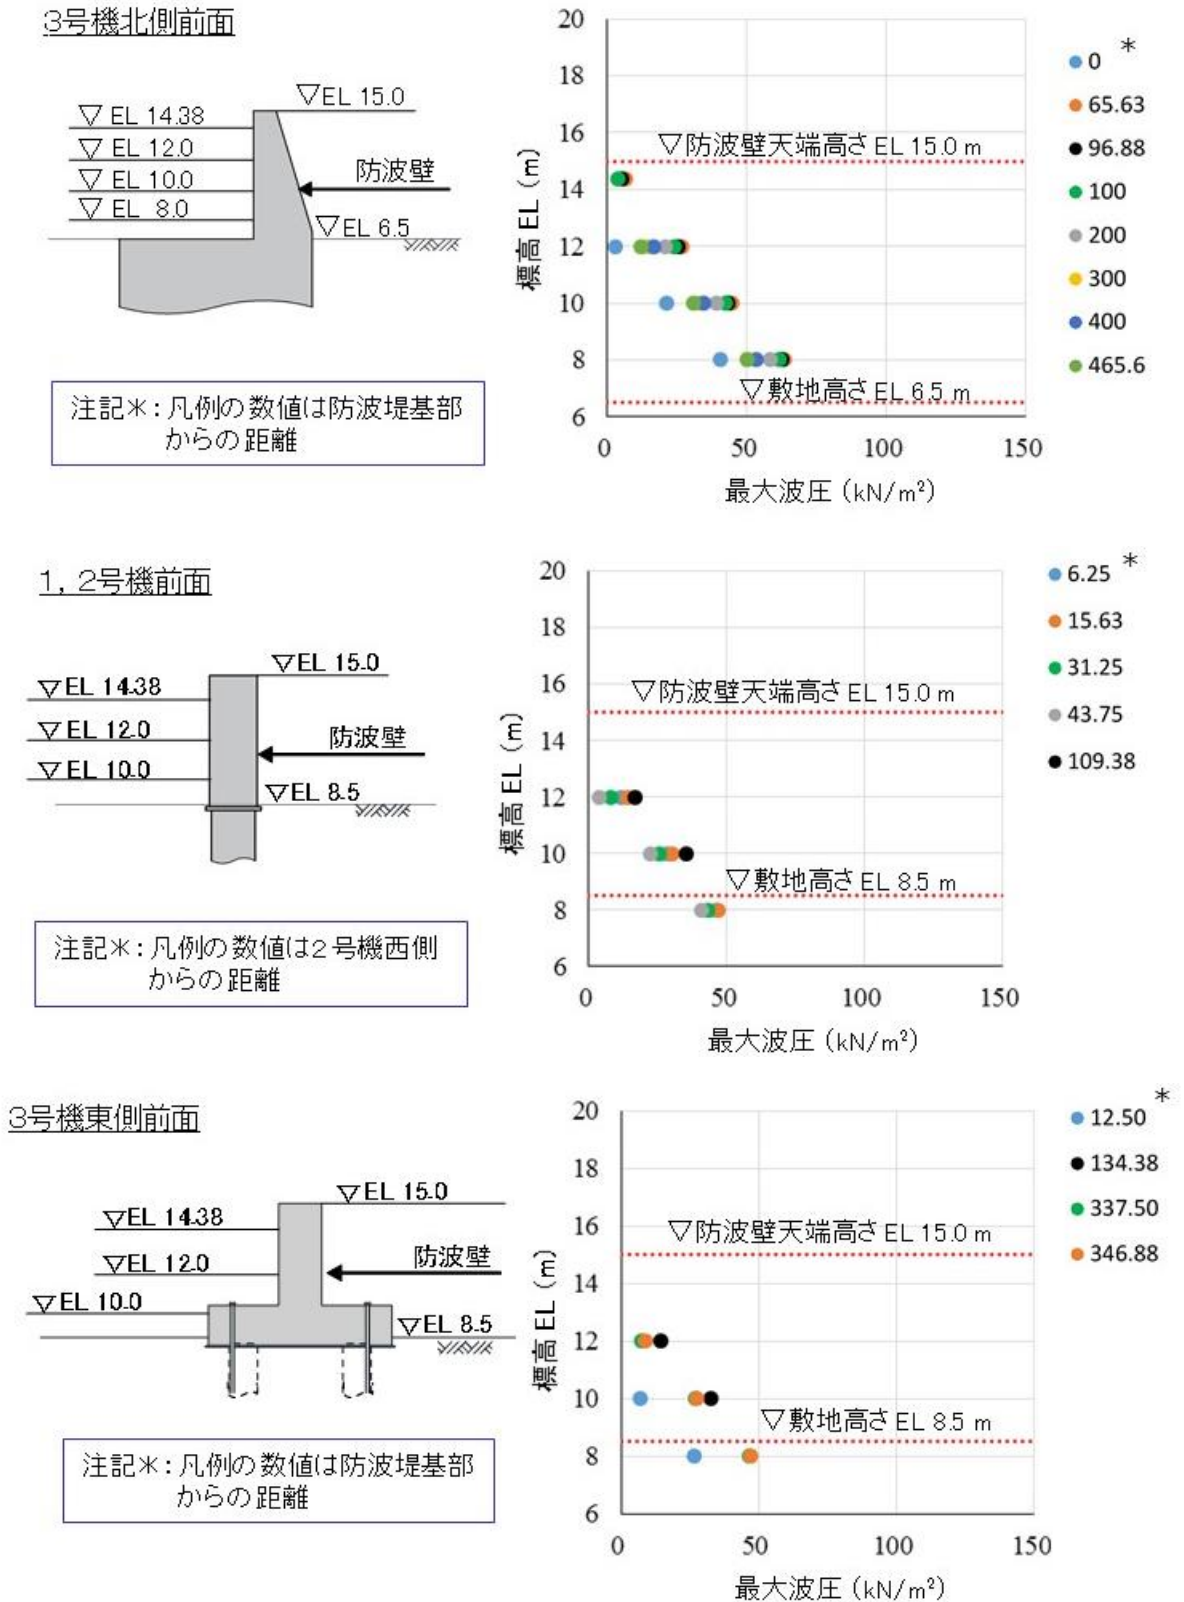 3号機北側前面
▽EL 15.0
▽ EL 14.38
▽ EL 12.0
▽ EL 10.0
▽ EL 8.0
防波壁
▽EL 6.5
注記＊：凡例の数値は防波堤基部
からの距離
20
18
16
14
12
10
8
6
標高 EL (m)
▽防波壁天端高さ EL 15.0 m
▽敷地高さ EL 6.5 m
0 50 100 150
最大波圧 (kN/m²)
0 ＊
65.63
96.88
100
200
300
400
465.6
1，2号機前面
▽EL 15.0
▽EL 14.38
▽EL 12.0
▽EL 10.0
防波壁
▽EL 8.5
注記＊：凡例の数値は2号機西側
からの距離
20
18
16
14
12
10
8
6
標高 EL (m)
▽防波壁天端高さ EL 15.0 m
▽敷地高さ EL 8.5 m
0 50 100 150
最大波圧 (kN/m²)
6.25 ＊
15.63
31.25
43.75
109.38
3号機東側前面
▽EL 15.0
▽EL 14.38
▽EL 12.0
▽EL 10.0
防波壁
▽EL 8.5
注記＊：凡例の数値は防波堤基部
からの距離
20
18
16
14
12
10
8
6
標高 EL (m)
▽防波壁天端高さ EL 15.0 m
▽敷地高さ EL 8.5 m
0 50 100 150
最大波圧 (kN/m²)
12.50 ＊
134.38
337.50
346.88